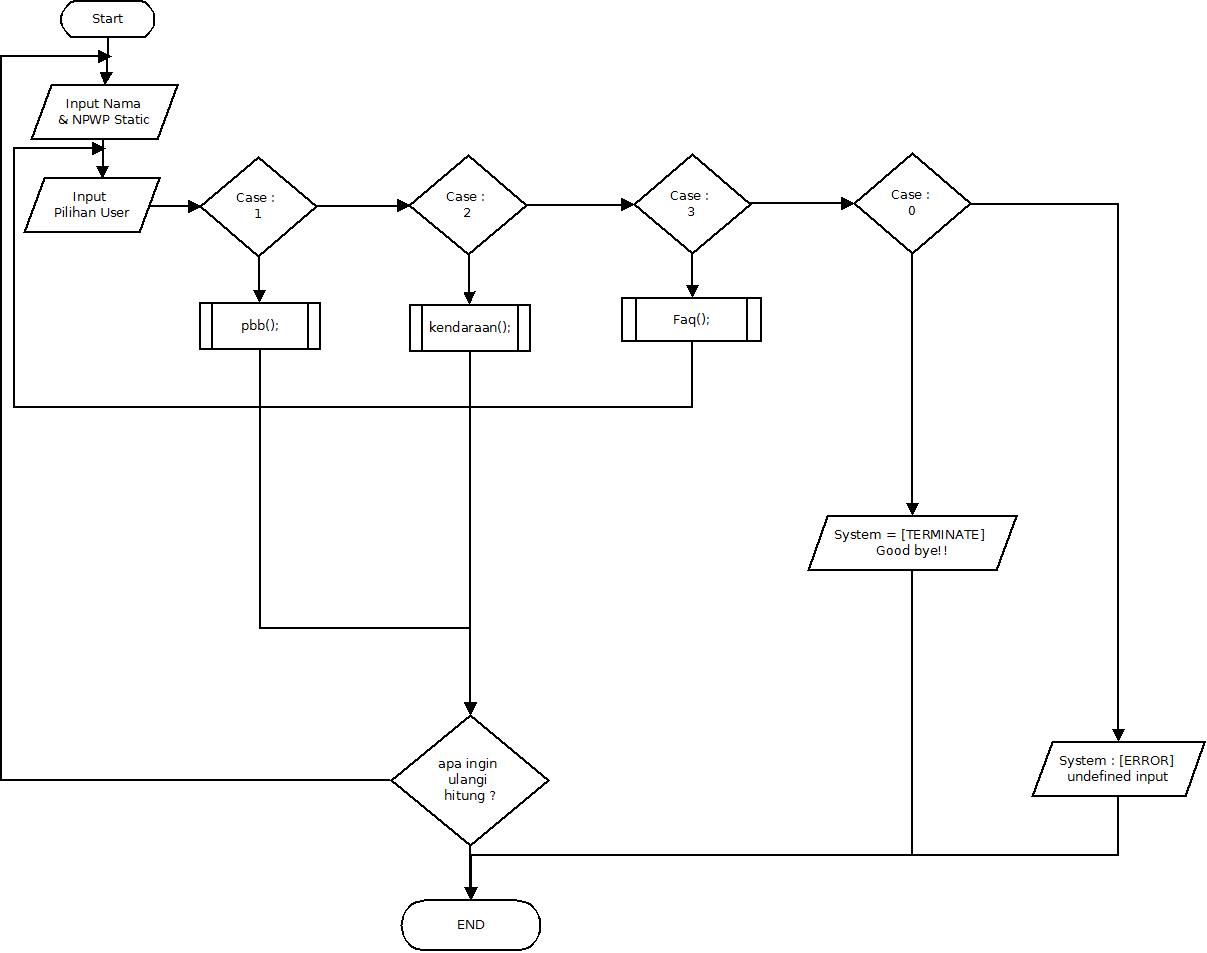 Start
Input Nama
& NPWP Static
Input
Pilihan User
Case :
1
Case :
2
Case :
3
Case :
0
pbb();
kendaraan();
Faq();
System = [TERMINATE]
Good bye!!
apa ingin
ulangi
hitung ?
System : [ERROR]
undefined input
END